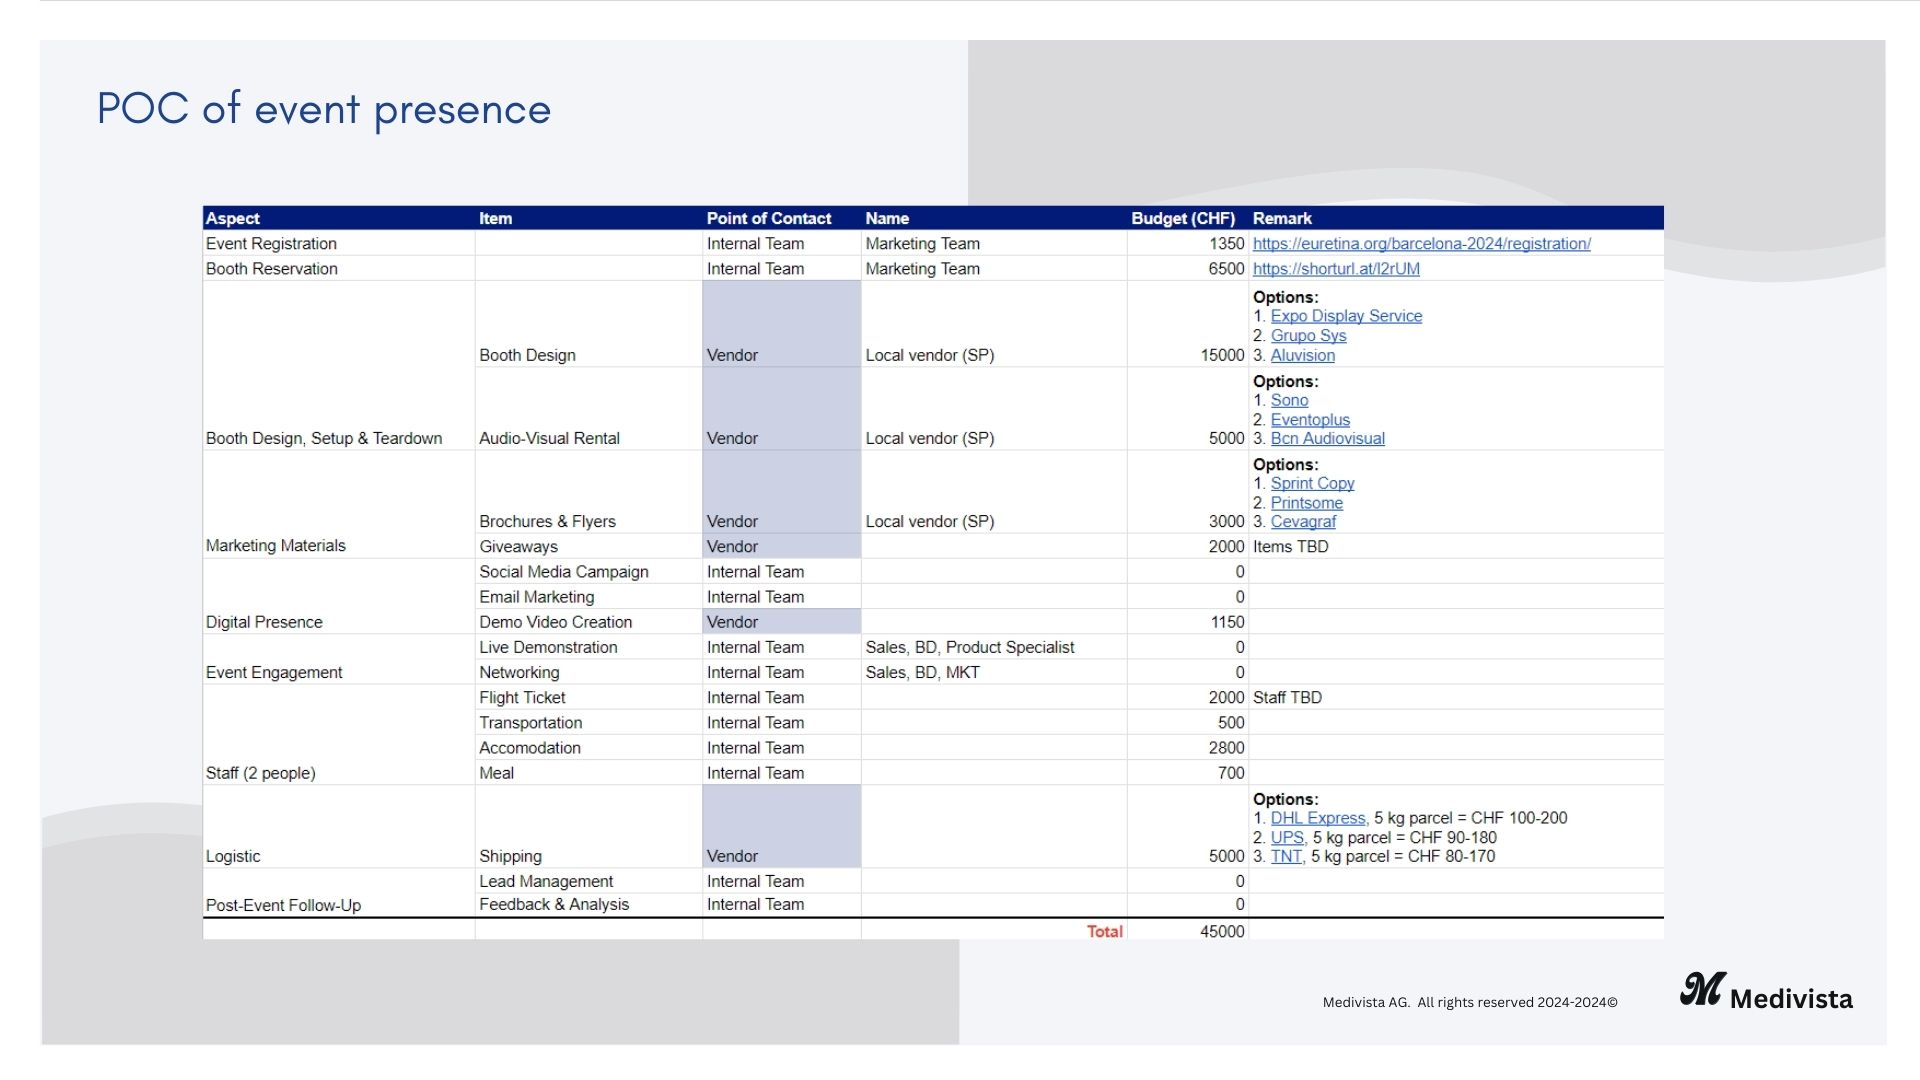 POC of event presence
Aspect Item Point of Contact Name Budget (CHF) Remark
Event Registration Internal Team Marketing Team 1350 https://euretina.org/barcelona-2024/registration/
Booth Reservation Internal Team Marketing Team 6500 https://shorturl.at/l2rUM
Options:
1. Expo Display Service
2. Grupo Sys
Booth Design Vendor Local vendor (SP) 15000 3. Aluvision
Options:
1. Sono
2. Eventoplus
Booth Design, Setup & Teardown Audio-Visual Rental Vendor Local vendor (SP) 5000 3. Bcn Audiovisual
Options:
1. Sprint Copy
2. Printsome
Brochures & Flyers Vendor Local vendor (SP) 3000 3. Cevagraf
Marketing Materials Giveaways Vendor 2000 Items TBD
Social Media Campaign Internal Team 0
Email Marketing Internal Team 0
Digital Presence Demo Video Creation Vendor 1150
Live Demonstration Internal Team Sales, BD, Product Specialist 0
Event Engagement Networking Internal Team Sales, BD, MKT 0
Flight Ticket Internal Team 2000 Staff TBD
Transportation Internal Team 500
Accomodation Internal Team 2800
Staff (2 people) Meal Internal Team 700
Options:
1. DHL Express, 5 kg parcel = CHF 100-200
2. UPS, 5 kg parcel = CHF 90-180
Logistic Shipping Vendor 5000 3. TNT, 5 kg parcel = CHF 80-170
Lead Management Internal Team 0
Post-Event Follow-Up Feedback & Analysis Internal Team 0
Total 45000
Medivista AG. All rights reserved 2024-2024©
M Medivista